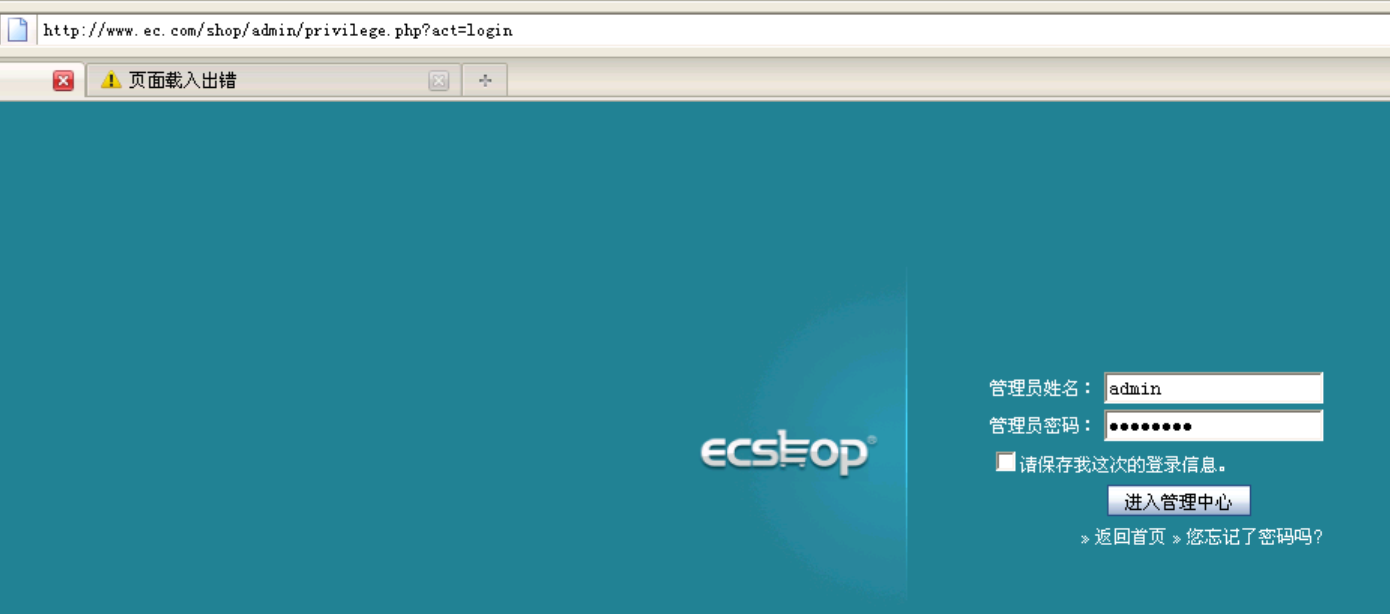 http://www.ec.com/shop/admin/privilege.php?act=login
页面载入出错
管理员姓名： admin
管理员密码： ●●●●●●●●
ecshop®
请保存我这次的登录信息。
进入管理中心
» 返回首页 » 您忘记了密码吗?